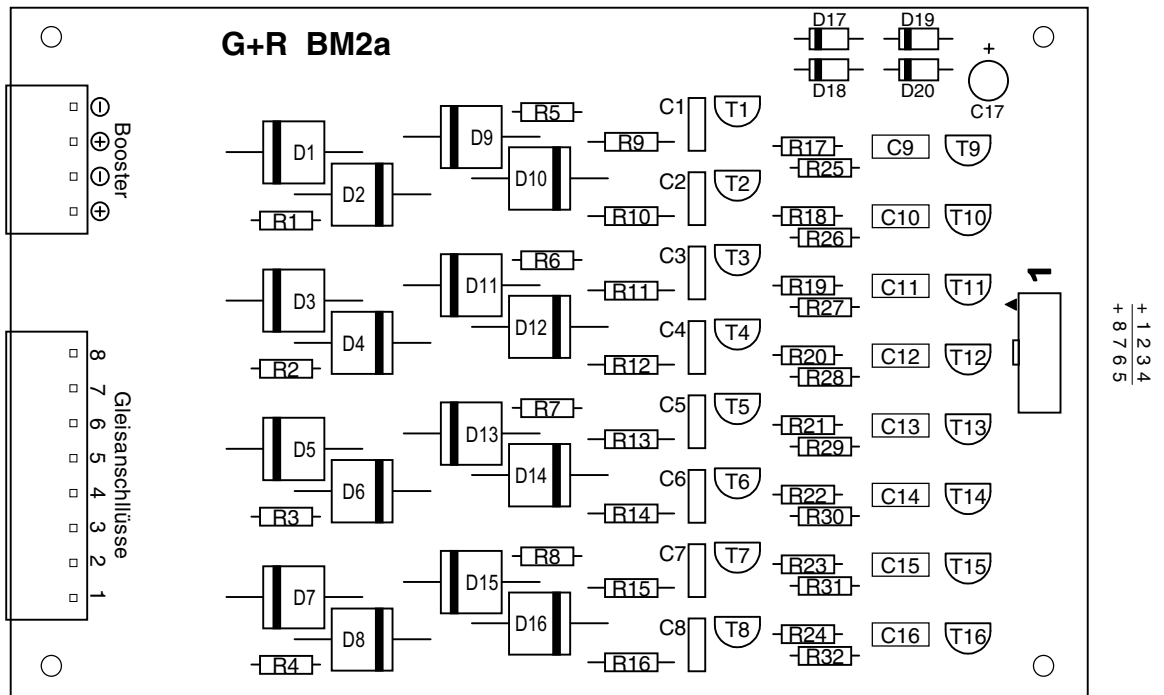 G+R BM2a
D17 D19
D18 D20
+
C17
Booster
⊖
⊕
⊖
⊕
D1
D2
R1
D9
D10
R5
R9
C1 T1
R10
C2 T2
R17
R25
C9 T9
R18
R26
C10 T10
D3
D4
R2
D11
D12
R6
R11
C3 T3
R12
C4 T4
R19
R27
C11 T11
R20
R28
C12 T12
1
Gleisanschllüsse
8
7
6
5
4
3
2
1
D5
D6
R3
D13
D14
R7
R13
C5 T5
R14
C6 T6
R21
R29
C13 T13
R22
R30
C14 T14
D7
D8
R4
D15
D16
R8
R15
C7 T7
R16
C8 T8
R23
R31
C15 T15
R24
R32
C16 T16
+ 1 2 3 4
+ 8 7 6 5